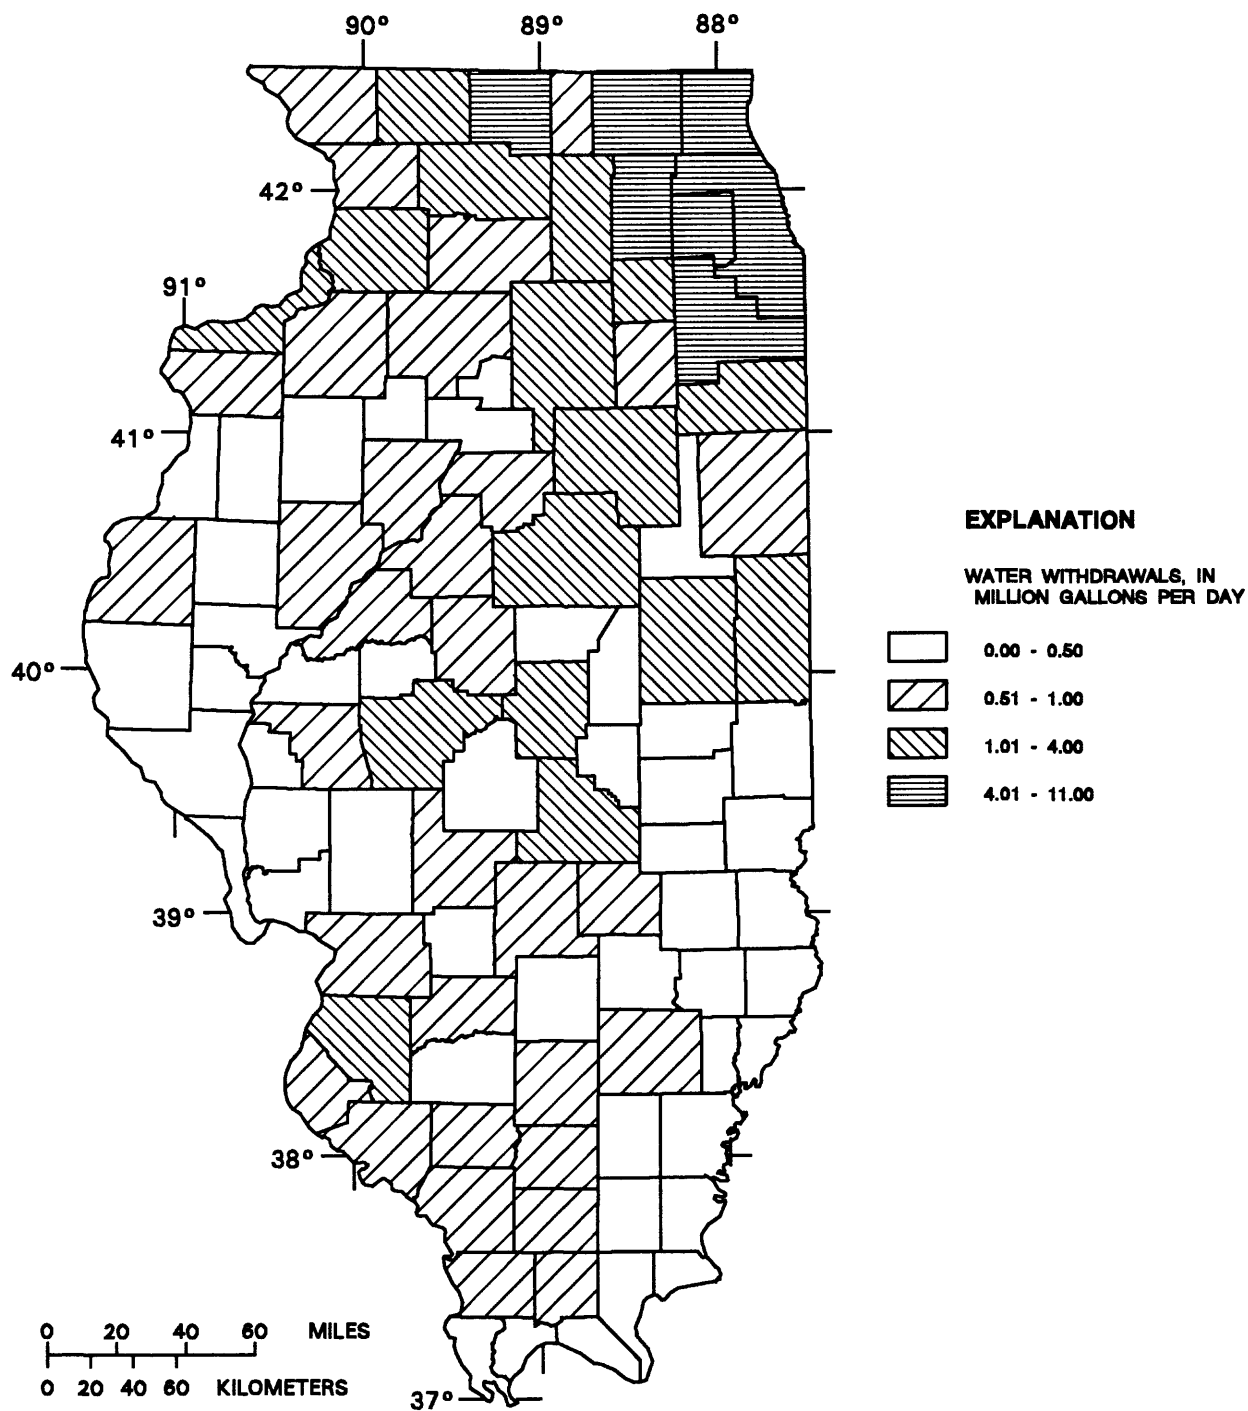 90° 89° 88°
42°
91°
41°
EXPLANATION
WATER WITHDRAWALS, IN
MILLION GALLONS PER DAY
0.00 - 0.50
40°
0.51 - 1.00
1.01 - 4.00
4.01 - 11.00
39°
38°
0 20 40 60 MILES
0 20 40 60 KILOMETERS
37°